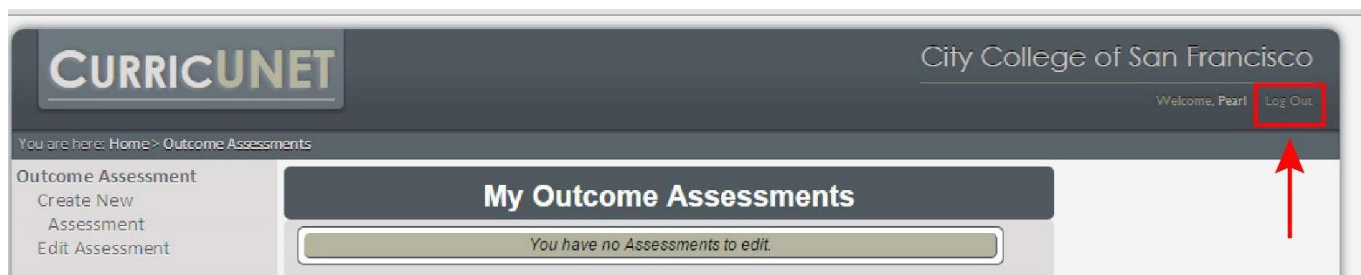 CURRICUNET
City College of San Francisco
Welcome, Pearl Log Out
You are here: Home > Outcome Assessments
Outcome Assessment
Create New
Assessment
Edit Assessment
My Outcome Assessments
You have no Assessments to edit.